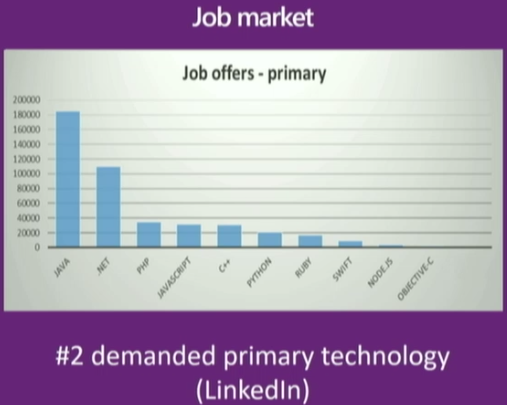 Job market
Job offers - primary
200000
180000
160000
140000
120000
100000
80000
60000
40000
20000
0
JAVA
.NET
PHP
JAVASCRIPT
C++
PYTHON
RUBY
SWIFT
NODE.JS
OBJECTIVE-C
#2 demanded primary technology
(LinkedIn)